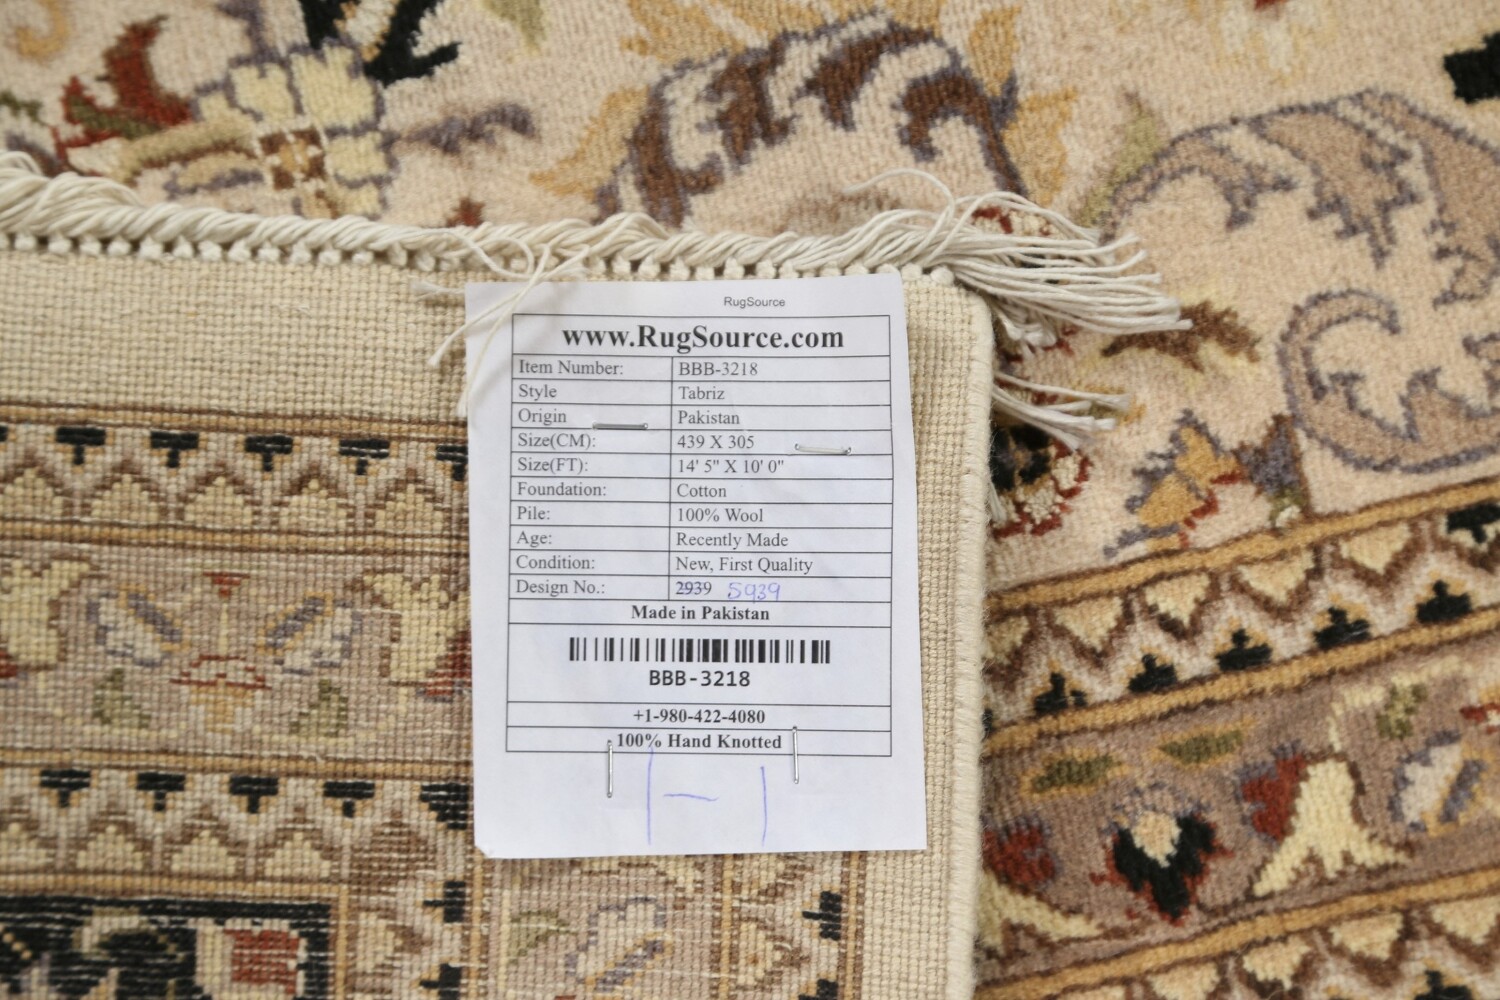 RugSource
www.RugSource.com
Item Number: BBB-3218
Style Tabriz
Origin Pakistan
Size(CM): 439 X 305
Size(FT): 14' 5" X 10' 0"
Foundation: Cotton
Pile: 100% Wool
Age: Recently Made
Condition: New, First Quality
Design No.: 2939 5939
Made in Pakistan
BBB-3218
+1-980-422-4080
100% Hand Knotted
1-1